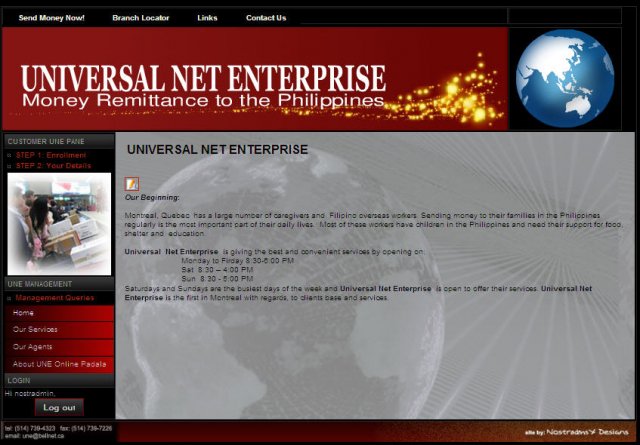 Send Money Now! Branch Locator Links Contact Us
UNIVERSAL NET ENTERPRISE
Money Remittance to the Philippines
CUSTOMER UNE PANE
STEP 1: Enrollment
STEP 2: Your Details
UNE MANAGEMENT
Management Queries
Home
Our Services
Our Agents
About UNE Online Padala
LOGIN
Hi nostradmin,
Log out
UNIVERSAL NET ENTERPRISE
Our Beginning:
Montreal, Quebec has a large number of caregivers and Filipino overseas workers. Sending money to their families in the Philippines
regularly is the most important part of their daily lives. Most of these workers have children in the Philippines and need their support for food,
shelter and education.
Universal Net Enterprise is giving the best and convenient services by opening on:
Monday to Firday 8:30-6:00 PM
Sat 8:30 – 4:00 PM
Sun 8:30 - 5:00 PM
Saturdays and Sundays are the busiest days of the week and Universal Net Enterprise is open to offer their services. Universal Net
Enterprise is the first in Montreal with regards, to clients base and services.
tel: (514) 739-4323 fax: (514) 739-7226
email: une@bellnet.ca
site by: NostradmsY Designs